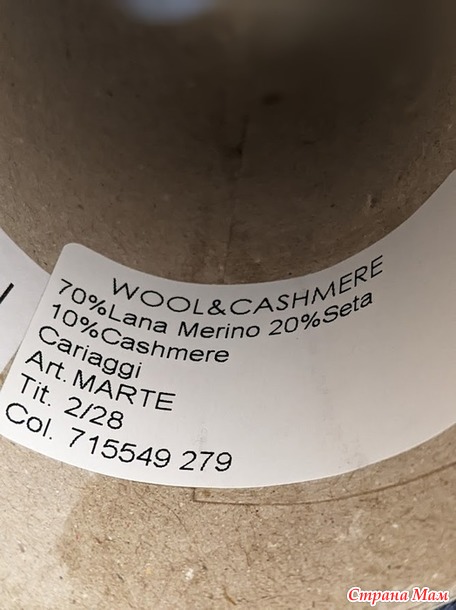 WOOL&CASHMERE
70%Lana Merino 20%Seta
10%Cashmere
Cariaggi
Art. MARTE
Tit. 2/28
Col. 715549 279
Страна Мам